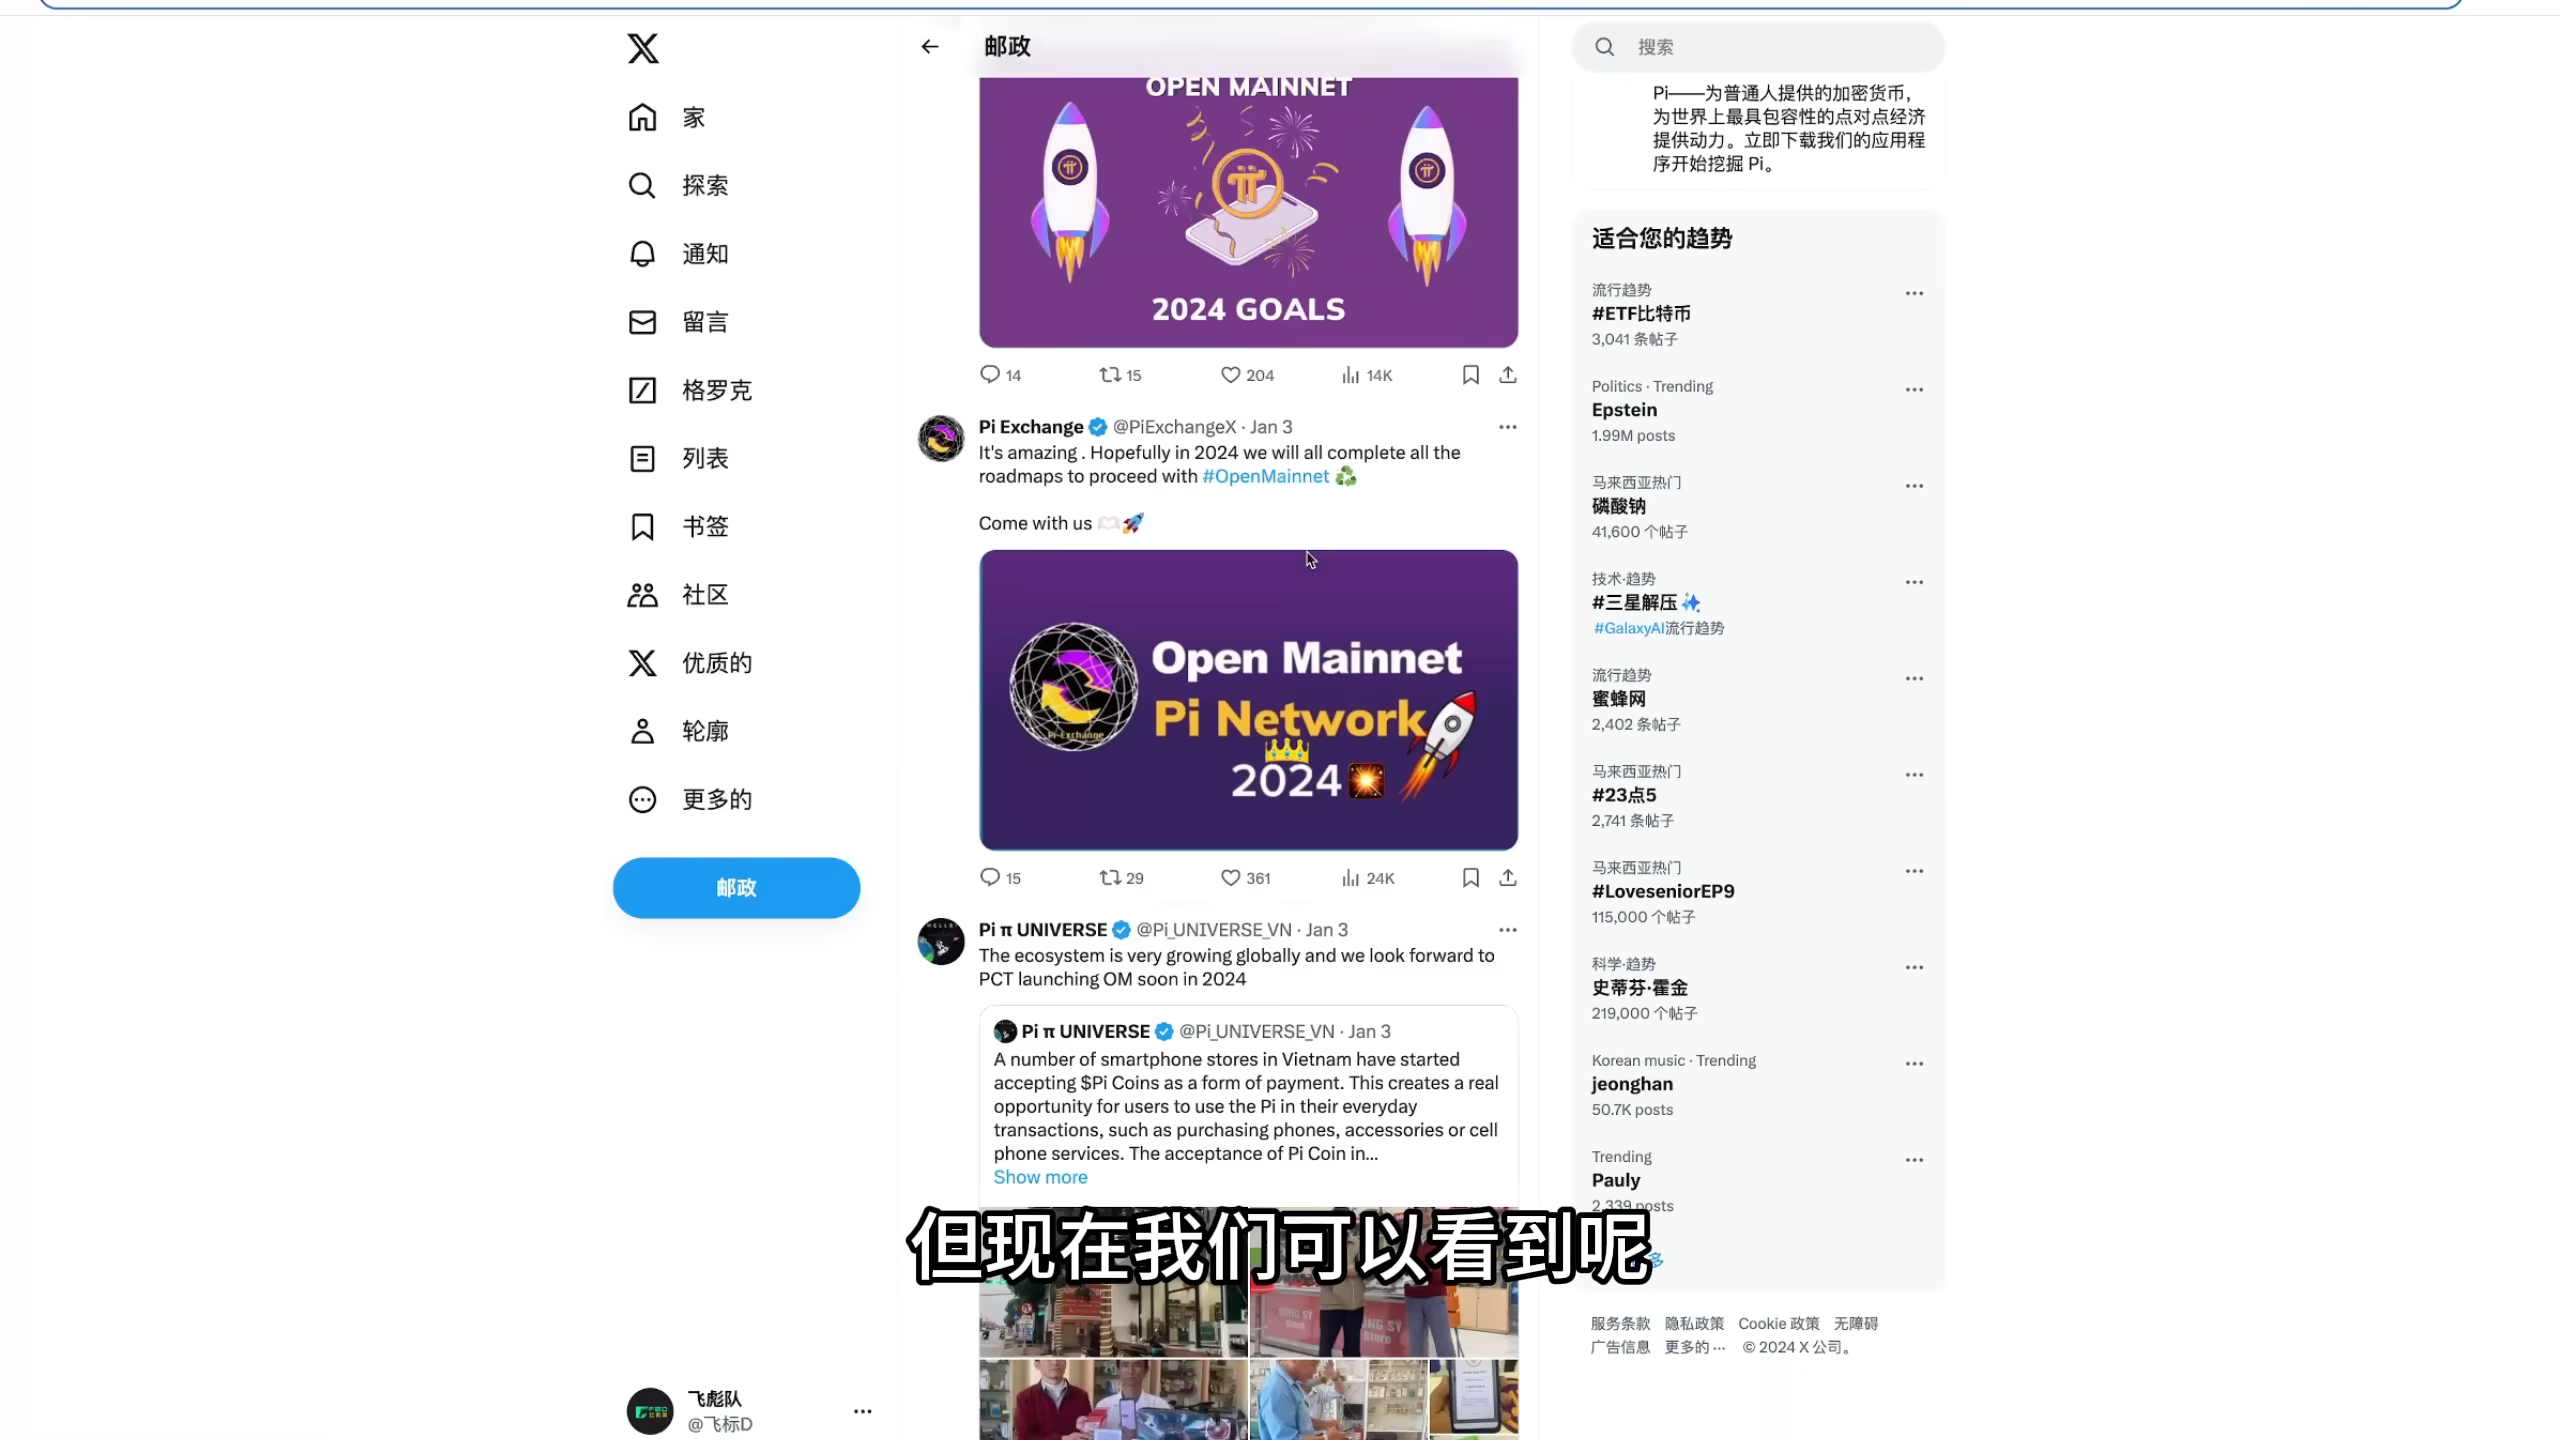 家
探索
通知
留言
格罗克
列表
书签
社区
优质的
轮廓
更多的
邮政
飞彪队
@飞标D
邮政
OPEN MAINNET
2024 GOALS
14
15
204
14K
Pi Exchange @PiExchangeX · Jan 3
It's amazing . Hopefully in 2024 we will all complete all the
roadmaps to proceed with #OpenMainnet ♻️
Come with us 🫶🏻🚀
Pi Exchange
Open Mainnet
Pi Network
2024
15
29
361
24K
Pi π UNIVERSE @Pi_UNIVERSE_VN · Jan 3
The ecosystem is very growing globally and we look forward to
PCT launching OM soon in 2024
Pi π UNIVERSE @Pi_UNIVERSE_VN · Jan 3
A number of smartphone stores in Vietnam have started
accepting $Pi Coins as a form of payment. This creates a real
opportunity for users to use the Pi in their everyday
transactions, such as purchasing phones, accessories or cell
phone services. The acceptance of Pi Coin in...
Show more
但现在我们可以看到呢
搜索
Pi——为普通人提供的加密货币，
为世界上最具包容性的点对点经济
提供动力。立即下载我们的应用程
序开始挖掘 Pi。
适合您的趋势
流行趋势
#ETF比特币
3,041 条帖子
Politics · Trending
Epstein
1.99M posts
马来西亚热门
磷酸钠
41,600 个帖子
技术·趋势
#三星解压
#GalaxyAI流行趋势
流行趋势
蜜蜂网
2,402 条帖子
马来西亚热门
#23点5
2,741 条帖子
马来西亚热门
#LoveseniorEP9
115,000 个帖子
科学·趋势
史蒂芬·霍金
219,000 个帖子
Korean music · Trending
jeonghan
50.7K posts
Trending
Pauly
2,339 posts
多
服务条款 隐私政策 Cookie 政策 无障碍
广告信息 更多的 ··· © 2024 X 公司。